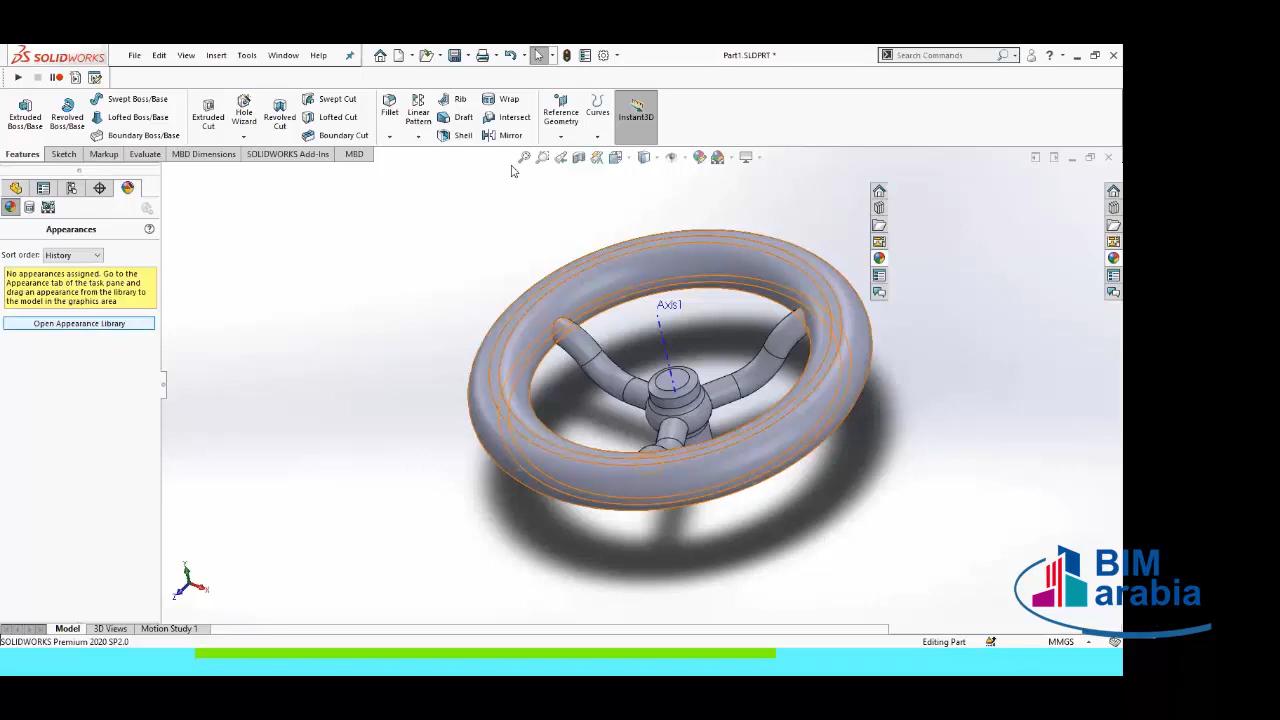 SOLIDWORKS File Edit View Insert Tools Window Help Part1.SLDPRT * Search Commands ?
Extruded Boss/Base Revolved Boss/Base Swept Boss/Base Lofted Boss/Base Boundary Boss/Base Extruded Cut Hole Wizard Revolved Cut Swept Cut Lofted Cut Boundary Cut Fillet Linear Pattern Rib Draft Shell Wrap Intersect Mirror Reference Geometry Curves Instant3D
Features Sketch Markup Evaluate MBD Dimensions SOLIDWORKS Add-Ins MBD
Appearances ?
Sort order: History
No appearances assigned. Go to the
Appearance tab of the task pane and
drag an appearance from the library to
the model in the graphics area
Open Appearance Library
Axis1
Y
X
Z
BIM
arabia
Model 3D Views Motion Study 1
SOLIDWORKS Premium 2020 SP2.0 Editing Part MMGS